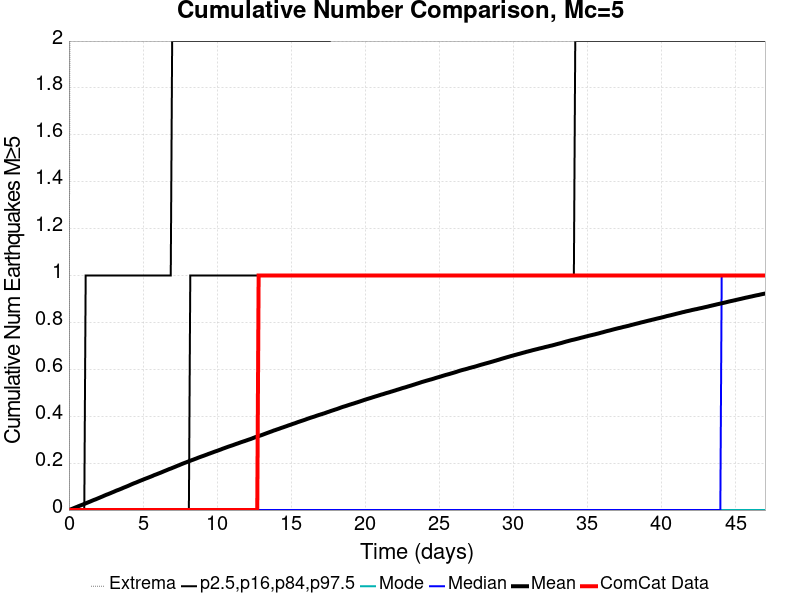 Cumulative Number Comparison, Mc=5
Cumulative Num Earthquakes M≥5
2
1.8
1.6
1.4
1.2
1
0.8
0.6
0.4
0.2
0
0 5 10 15 20 25 30 35 40 45
Time (days)
Extrema p2.5,p16,p84,p97.5 Mode Median Mean ComCat Data